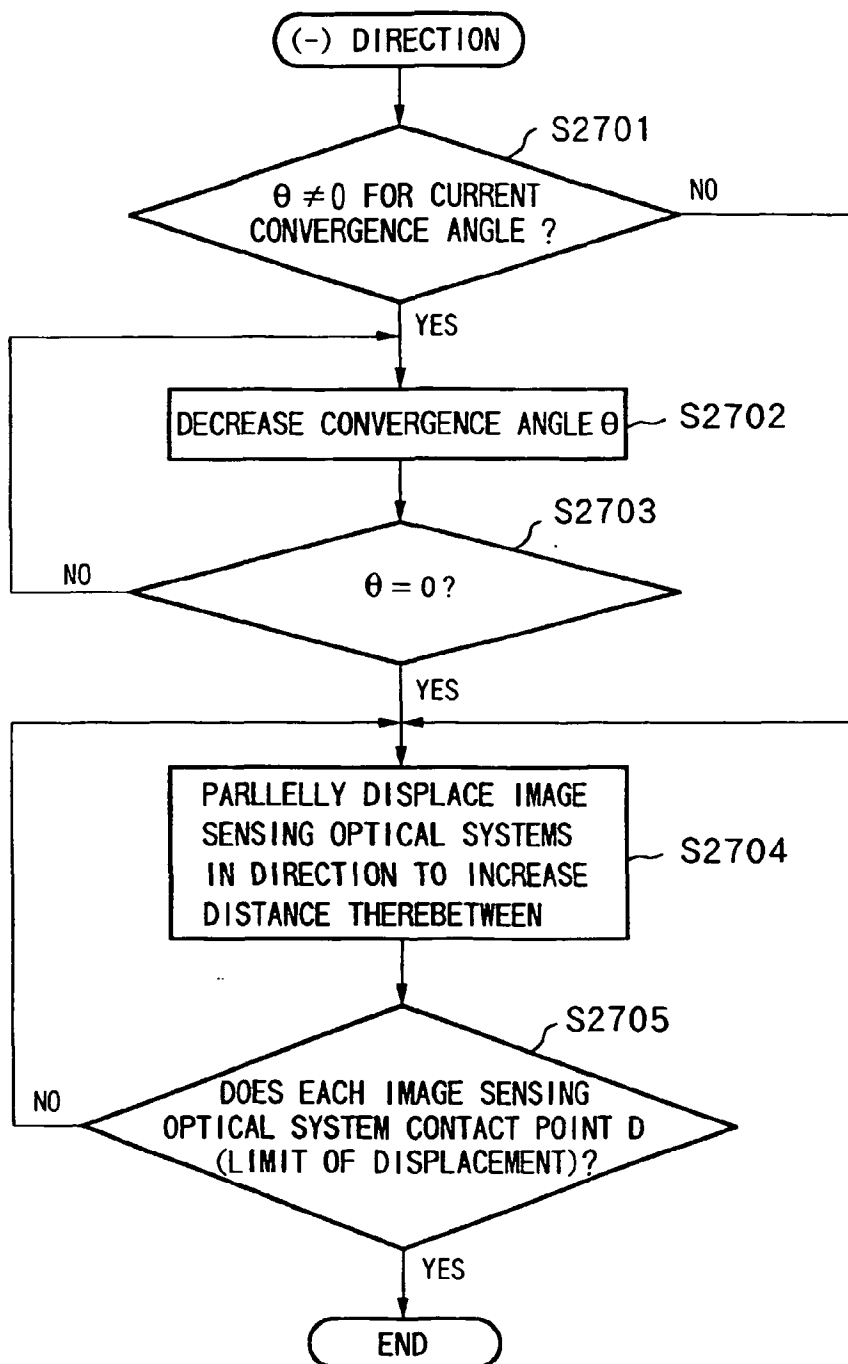 (-) DIRECTION
S2701
θ ≠ 0 FOR CURRENT
CONVERGENCE ANGLE ?
NO
YES
DECREASE CONVERGENCE ANGLE θ
S2702
S2703
θ = 0 ?
NO
YES
PARLLELLY DISPLACE IMAGE
SENSING OPTICAL SYSTEMS
IN DIRECTION TO INCREASE
DISTANCE THEREBETWEEN
S2704
S2705
DOES EACH IMAGE SENSING
OPTICAL SYSTEM CONTACT POINT D
(LIMIT OF DISPLACEMENT)?
NO
YES
END